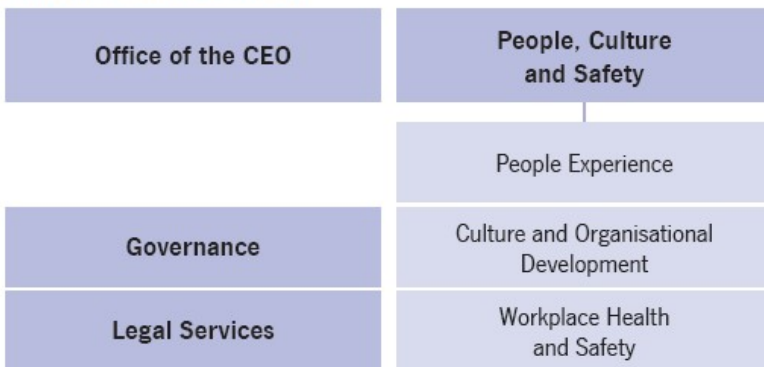 Office of the CEO
People, Culture
and Safety
People Experience
Governance
Culture and Organisational
Development
Legal Services
Workplace Health
and Safety